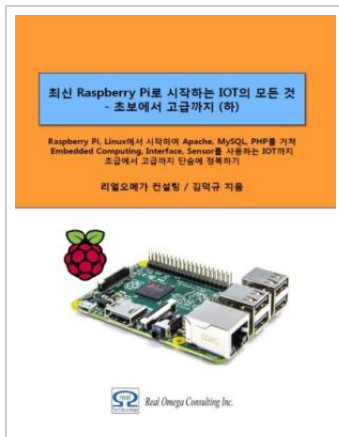 최신 Raspberry Pi로 시작하는 IOT의 모든 것
- 초보에서 고급까지 (하)
Raspberry Pi, Linux에서 시작하여 Apache, MySQL, PHP를 거쳐
Embedded Computing, Interface, Sensor를 사용하는 IOT까지
초급에서 고급까지 단숨에 정복하기
리얼오메가 컨설팅 / 김덕규 지음
real
Real Omega Consulting Inc.